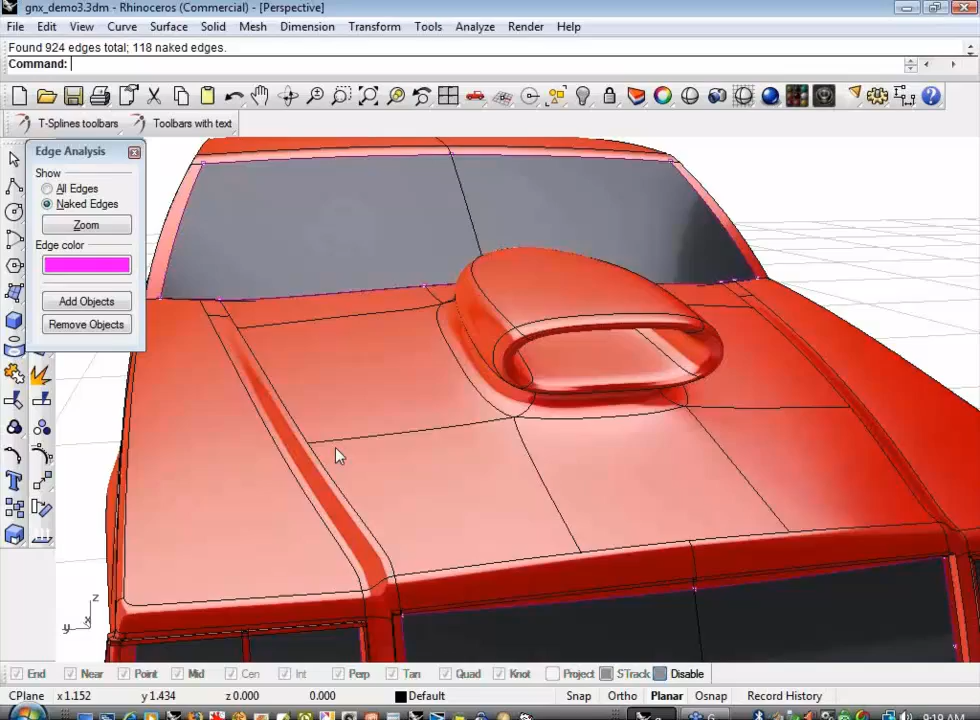 gnx_demo3.3dm - Rhinoceros (Commercial) - [Perspective]
File Edit View Curve Surface Solid Mesh Dimension Transform Tools Analyze Render Help
Found 924 edges total; 118 naked edges.
Command:
T-Splines toolbars Toolbars with text
Edge Analysis
Show
All Edges
Naked Edges
Zoom
Edge color
Add Objects
Remove Objects
z
y x
End Near Point Mid Cen Int Perp Tan Quad Knot Project STrack Disable
CPlane x 1.152 y 1.434 z 0.000 0.000 Default Snap Ortho Planar Osnap Record History
9:19 AM